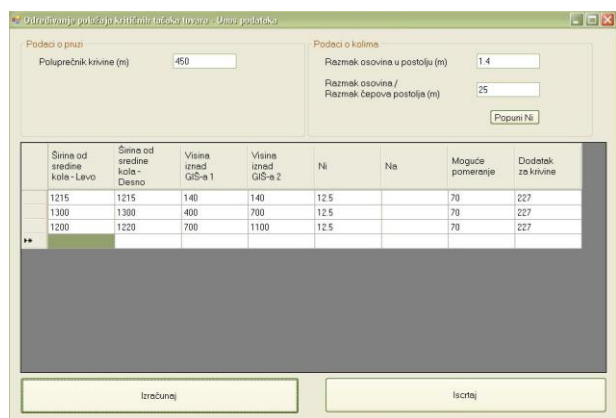 Određivanje položaja kritičnih tačaka tovara - Unos podataka
Podaci o pruzi
Poluprečnik krivine (m) 450
Podaci o kolima
Razmak osovina u postolju (m) 1.4
Razmak osovina /
Razmak čepova postolja (m) 25
Popuni Ni
Širina od sredine kola - Levo Širina od sredine kola - Desno Visina iznad GIŠ-a 1 Visina iznad GIŠ-a 2 Ni Na Moguće pomeranje Dodatak za krivine
1215 1215 140 140 12.5 70 227
1300 1300 400 700 12.5 70 227
1200 1220 700 1100 12.5 70 227
Izračunaj Iscrtaj